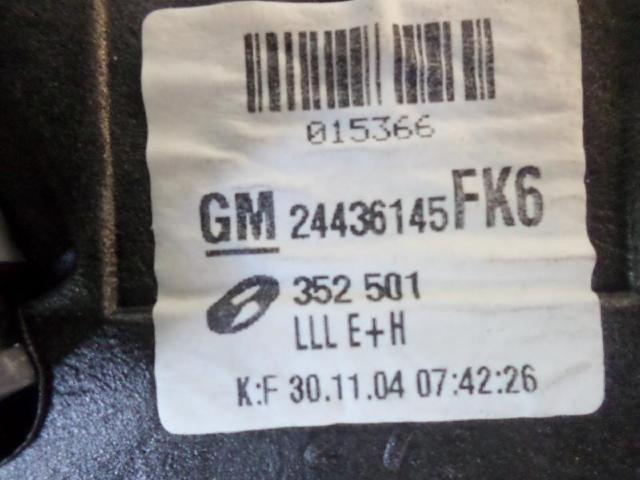 015366
GM 24436145 FK6
352 501
LLL E+H
K:F 30.11.04 07:42:26